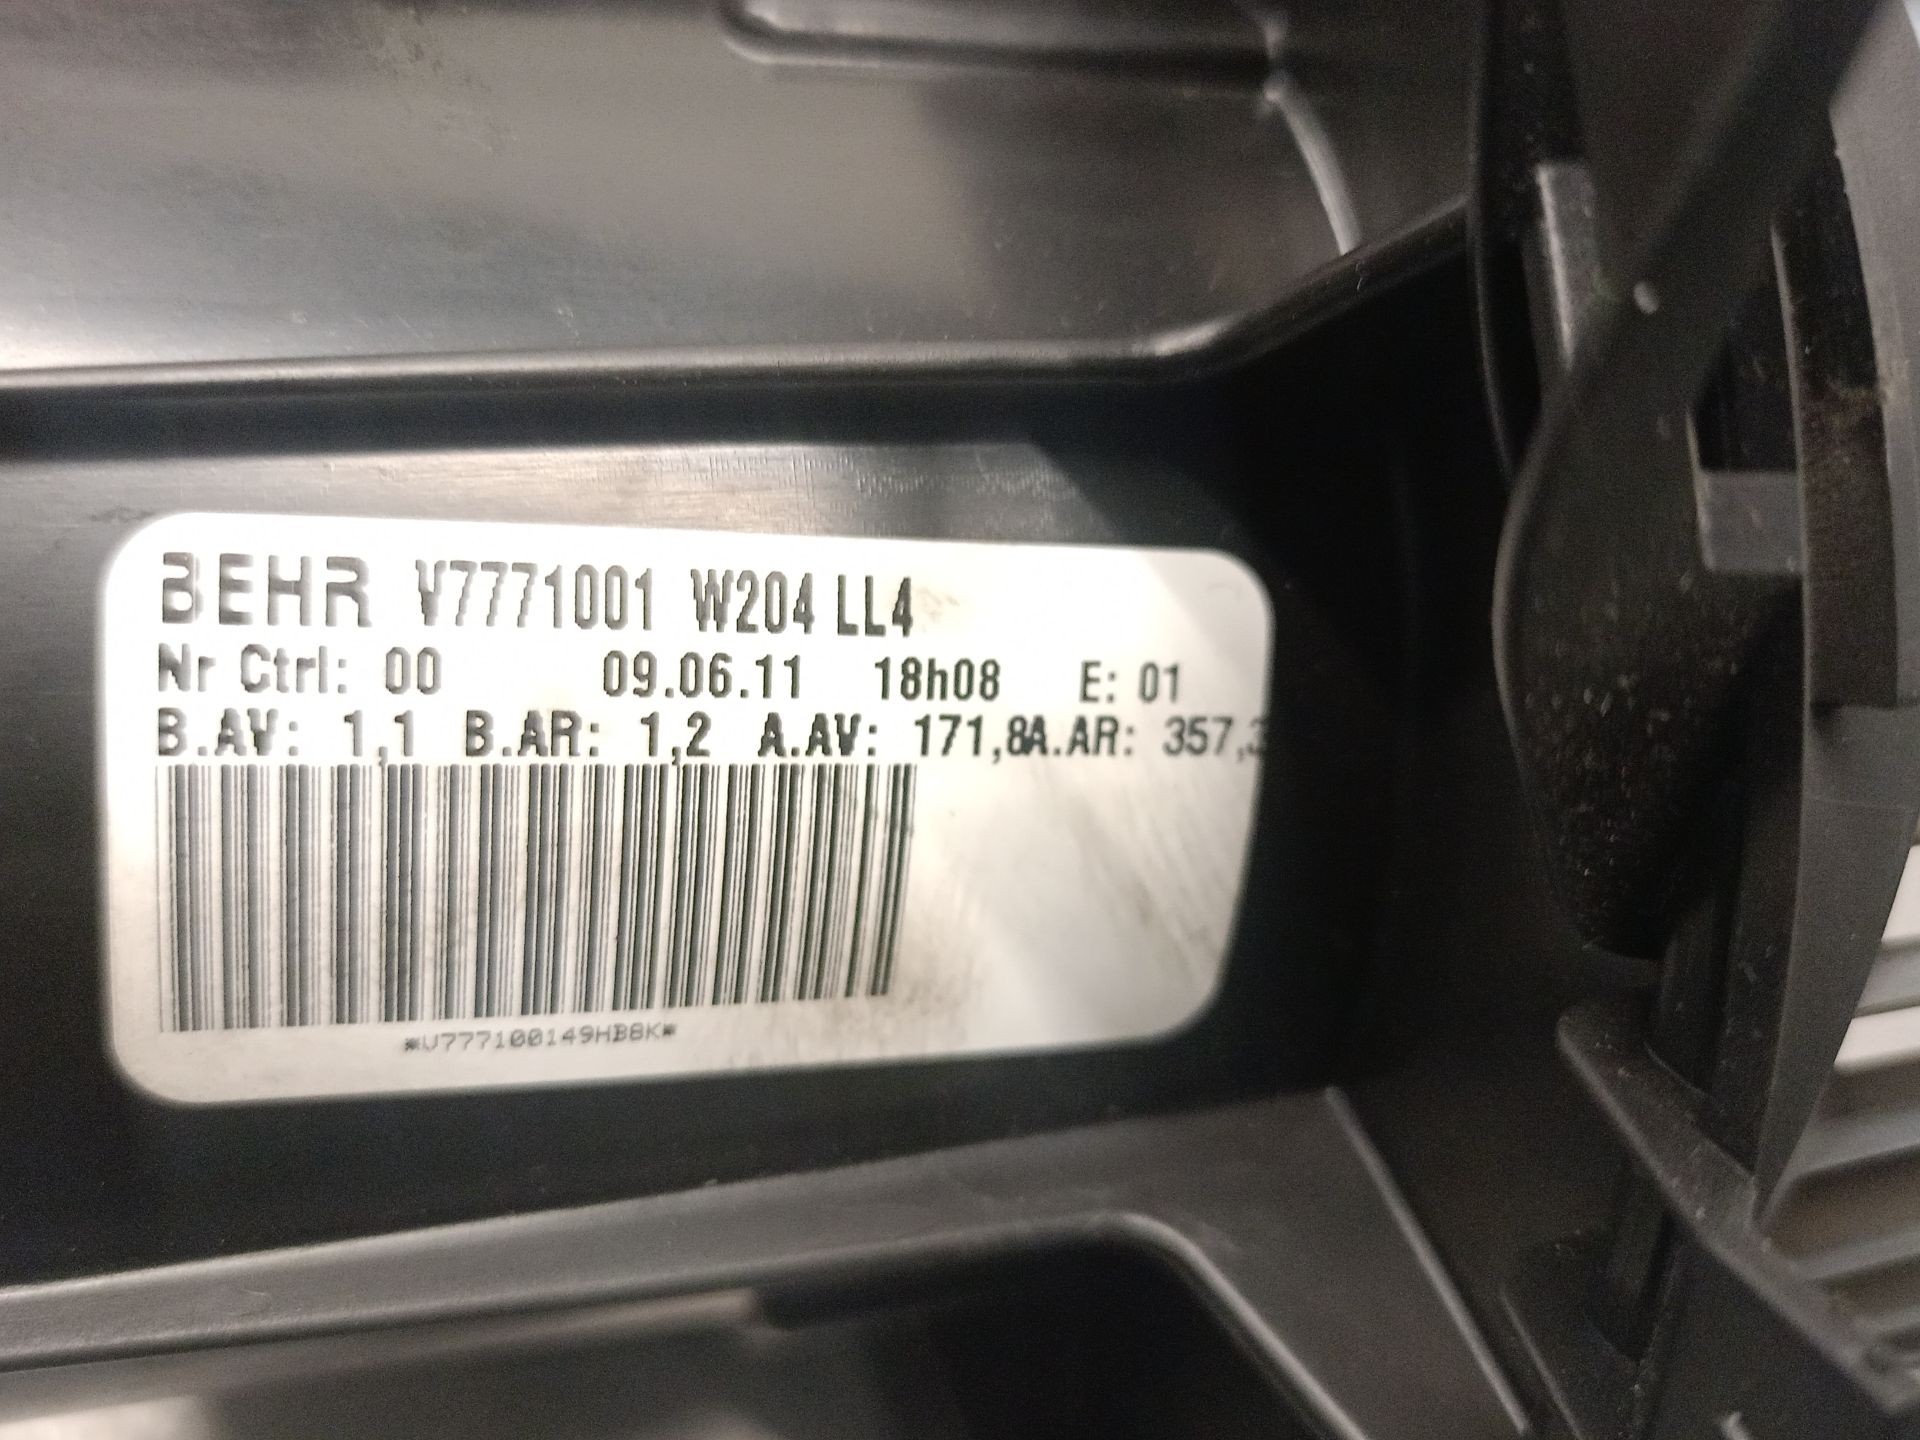 BEHR V7771001 W204 LL4
Nr Ctrl: 00 09.06.11 18h08 E: 01
B.AV: 1,1 B.AR: 1,2 A.AV: 171,8A.AR: 357,3
*U777100149HB8K*